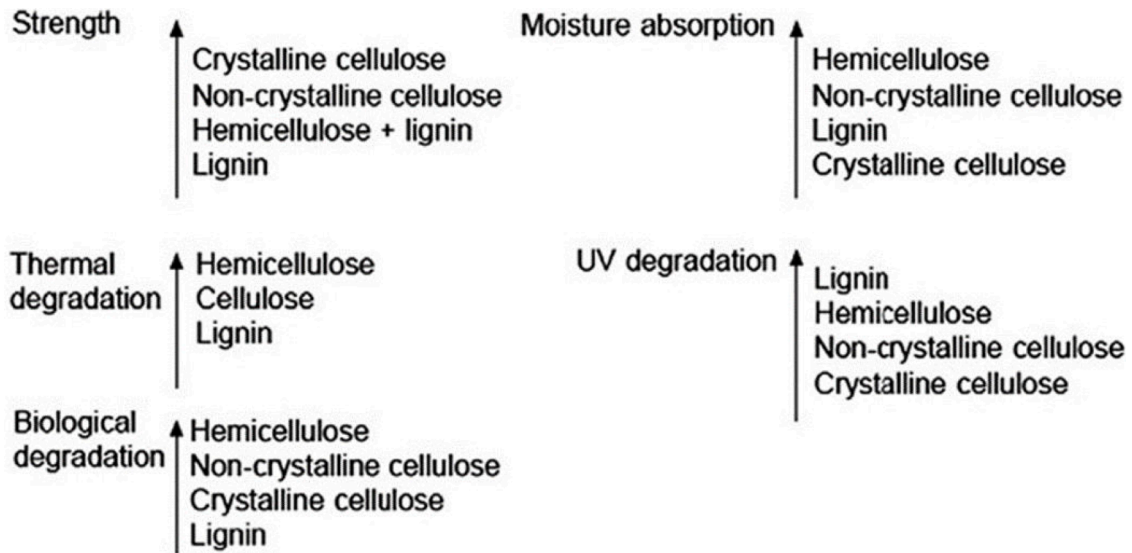 Strength
Crystalline cellulose
Non-crystalline cellulose
Hemicellulose + lignin
Lignin
Moisture absorption
Hemicellulose
Non-crystalline cellulose
Lignin
Crystalline cellulose
Thermal
degradation
Hemicellulose
Cellulose
Lignin
UV degradation
Lignin
Hemicellulose
Non-crystalline cellulose
Crystalline cellulose
Biological
degradation
Hemicellulose
Non-crystalline cellulose
Crystalline cellulose
Lignin